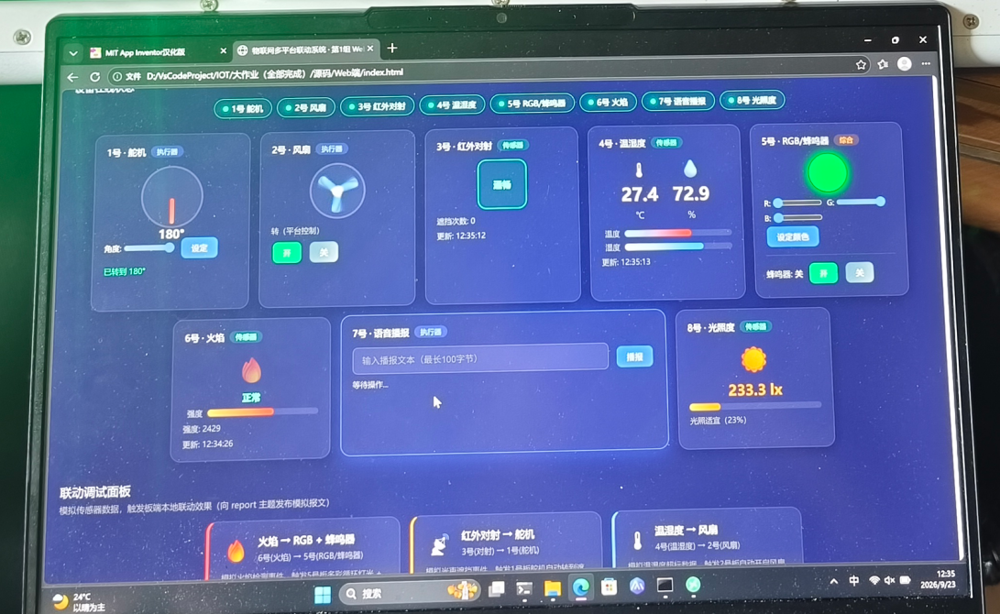 MIT App Inventor汉化版
物联网多平台联动系统 · 第1组 We
文件 D:/VsCodeProject/IOT/大作业（全部完成）/源码/Web端/index.html
1号 舵机
2号 风扇
3号 红外对射
4号 温湿度
5号 RGB/蜂鸣器
6号 火焰
7号 语音播报
8号 光照度
1号 · 舵机 执行器
180°
角度: 设定
已转到 180°
2号 · 风扇 执行器
转（平台控制）
开 关
3号 · 红外对射 传感器
通畅
遮挡次数: 0
更新: 12:35:12
4号 · 温湿度 传感器
27.4 72.9
℃ %
温度
湿度
更新: 12:35:13
5号 · RGB/蜂鸣器 综合
R: G:
B:
设定颜色
蜂鸣器: 关 开 关
6号 · 火焰 传感器
正常
强度
强度: 2429
更新: 12:34:26
7号 · 语音播报 执行器
输入播报文本（最长100字节） 播报
等待操作...
8号 · 光照度 传感器
233.3 lx
光照适宜（23%）
联动调试面板
模拟传感器数据，触发板端本地联动效果（向 report 主题发布模拟报文）
火焰 → RGB + 蜂鸣器
6号(火焰) → 5号(RGB/蜂鸣器)
红外对射 → 舵机
3号(对射) → 1号(舵机)
温湿度 → 风扇
4号(温湿度) → 2号(风扇)
24°C
以晴为主
搜索
中
12:35
2026/9/23